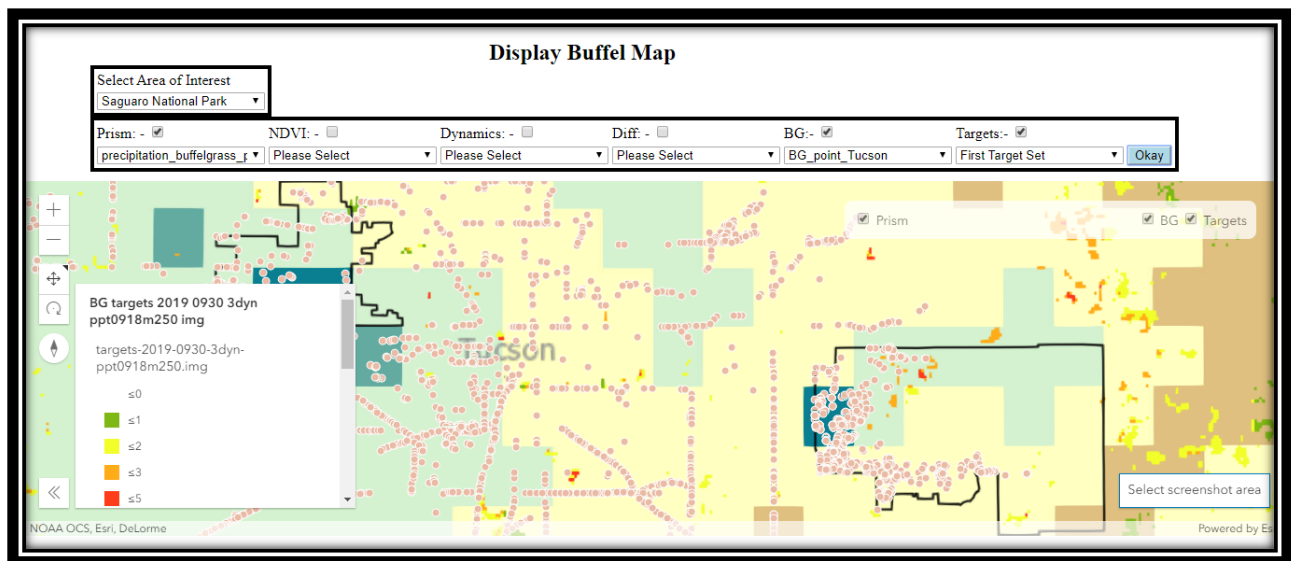 Display Buffel Map
Select Area of Interest
Saguaro National Park
Prism: - NDVI: - Dynamics: - Diff: - BG:- Targets:-
precipitation_buffelgrass_p Please Select Please Select Please Select BG_point_Tucson First Target Set Okay
Prism BG Targets
BG targets 2019 0930 3dyn
ppt0918m250 img
targets-2019-0930-3dyn-
ppt0918m250.img
≤0
≤1
≤2
≤3
≤5
Tucson
Select screenshot area
NOAA OCS, Esri, DeLorme
Powered by Es